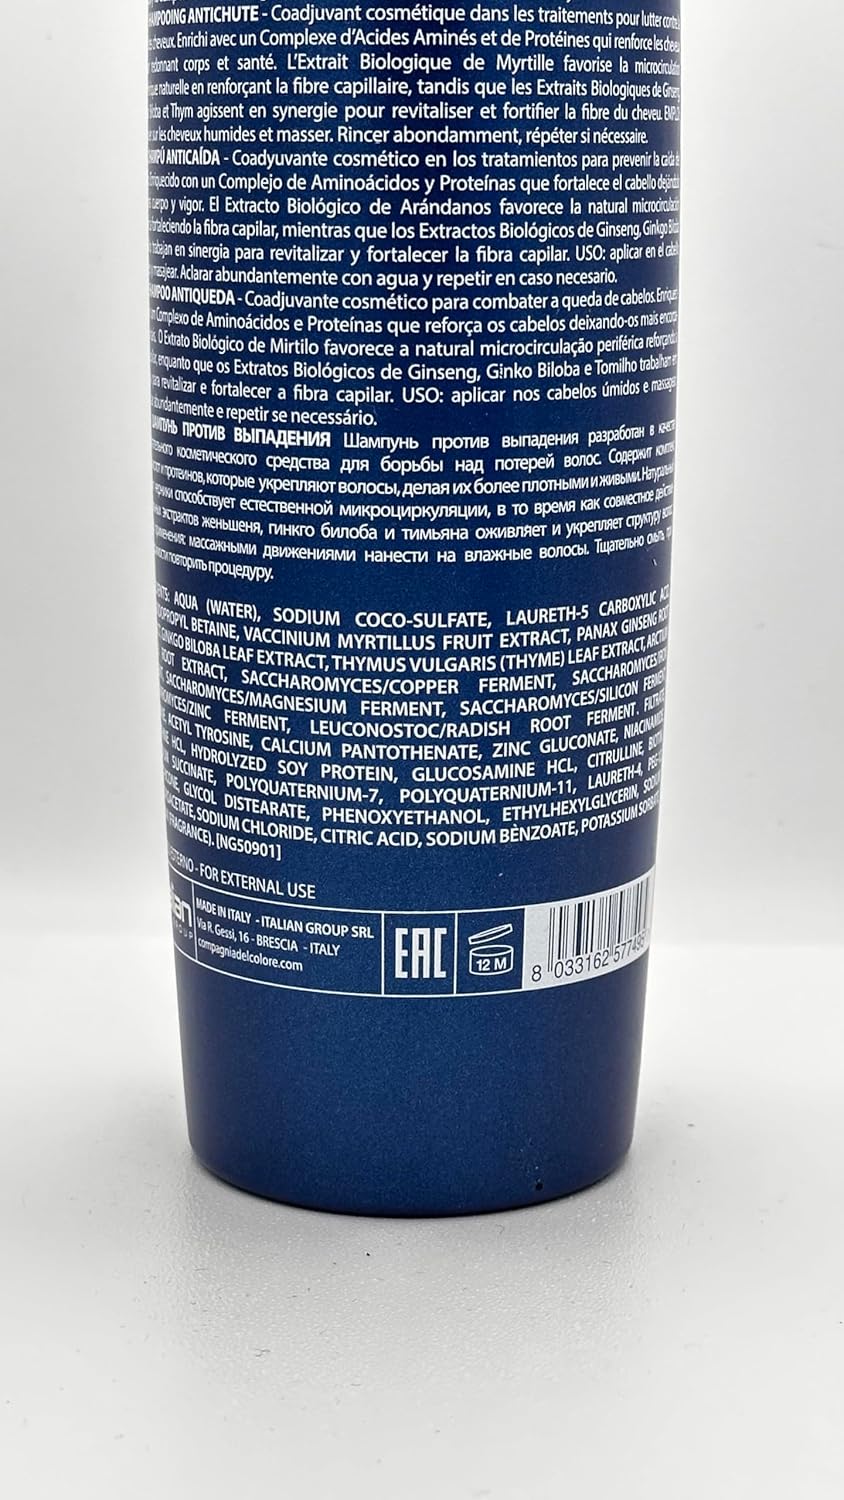 SHAMPOOING ANTICHUTE - Coadjuvant cosmétique dans les traitements pour lutter contre
cheveux. Enrichi avec un Complexe d'Acides Aminés et de Protéines qui renforce les
redonnant corps et santé. L'Extrait Biologique de Myrtille favorise la microcirculation
naturelle en renforçant la fibre capillaire, tandis que les Extraits Biologiques de Ginseng,
et Thym agissent en synergie pour revitaliser et fortifier la fibre du cheveu.
sur les cheveux humides et masser. Rincer abondamment, répéter si nécessaire.
ANTICAÍDA - Coadyuvante cosmético en los tratamientos para prevenir la caída
con un Complejo de Aminoácidos y Proteínas que fortalece el cabello dejándolo
cuerpo y vigor. El Extracto Biológico de Arándanos favorece la natural microcirculación
fortaleciendo la fibra capilar, mientras que los Extractos Biológicos de Ginseng, Ginkgo
trabajan en sinergia para revitalizar y fortalecer la fibra capilar. USO: aplicar en el
y masajear. Aclarar abundantemente con agua y repetir en caso necesario.
ANTIQUEDA - Coadjuvante cosmético para combater a queda de cabelos.
Complexo de Aminoácidos e Proteínas que reforça os cabelos deixando-os mais
O Extrato Biológico de Mirtilo favorece a natural microcirculação periférica reforçando
enquanto que os Extratos Biológicos de Ginseng, Ginko Biloba e Tomilho trabalham
para revitalizar e fortalecer a fibra capilar. USO: aplicar nos cabelos úmidos e
abundantemente e repetir se necessário.
ШАМПУНЬ ПРОТИВ ВЫПАДЕНИЯ Шампунь против выпадения разработан в
косметического средства для борьбы над потерей волос. Содержит
протеинов, которые укрепляют волосы, делая их более плотными и живыми.
способствует естественной микроциркуляции, в то время как совместное
экстрактов женьшеня, гинкго билоба и тимьяна оживляет и укрепляет структуру
массажными движениями нанести на влажные волосы. Тщательно смыть,
повторить процедуру.
AQUA (WATER), SODIUM COCO-SULFATE, LAURETH-5 CARBOXYLIC
BETAINE, VACCINIUM MYRTILLUS FRUIT EXTRACT, PANAX GINSENG ROOT
GINKGO BILOBA LEAF EXTRACT, THYMUS VULGARIS (THYME) LEAF EXTRACT,
ROOT EXTRACT, SACCHAROMYCES/COPPER FERMENT,
SACCHAROMYCES/MAGNESIUM FERMENT, SACCHAROMYCES/SILICON
FERMENT, LEUCONOSTOC/RADISH ROOT FERMENT
ACETYL TYROSINE, CALCIUM PANTOTHENATE, ZINC GLUCONATE,
HCL, HYDROLYZED SOY PROTEIN, GLUCOSAMINE HCL, CITRULLINE,
SUCCINATE, POLYQUATERNIUM-7, POLYQUATERNIUM-11, LAURETH-4,
GLYCOL DISTEARATE, PHENOXYETHANOL, ETHYLHEXYLGLYCERIN,
SODIUM CHLORIDE, CITRIC ACID, SODIUM BÈNZOATE, POTASSIUM
[NG50901]
- FOR EXTERNAL USE
MADE IN ITALY - ITALIAN GROUP SRL
Via R. Gessi, 16 - BRESCIA - ITALY
compagniadelcolore.com
EAC
12 M
8 033162